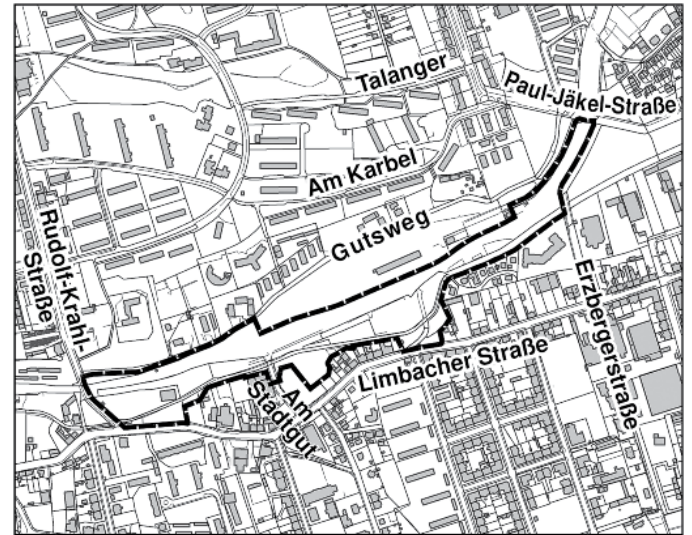 Talanger
Paul-Jäkel-Straße
Am Karbel
Gutsweg
Rudolf-Krahl-
Straße
Erzbergerstraße
Limbacher Straße
Am
Stadtgut